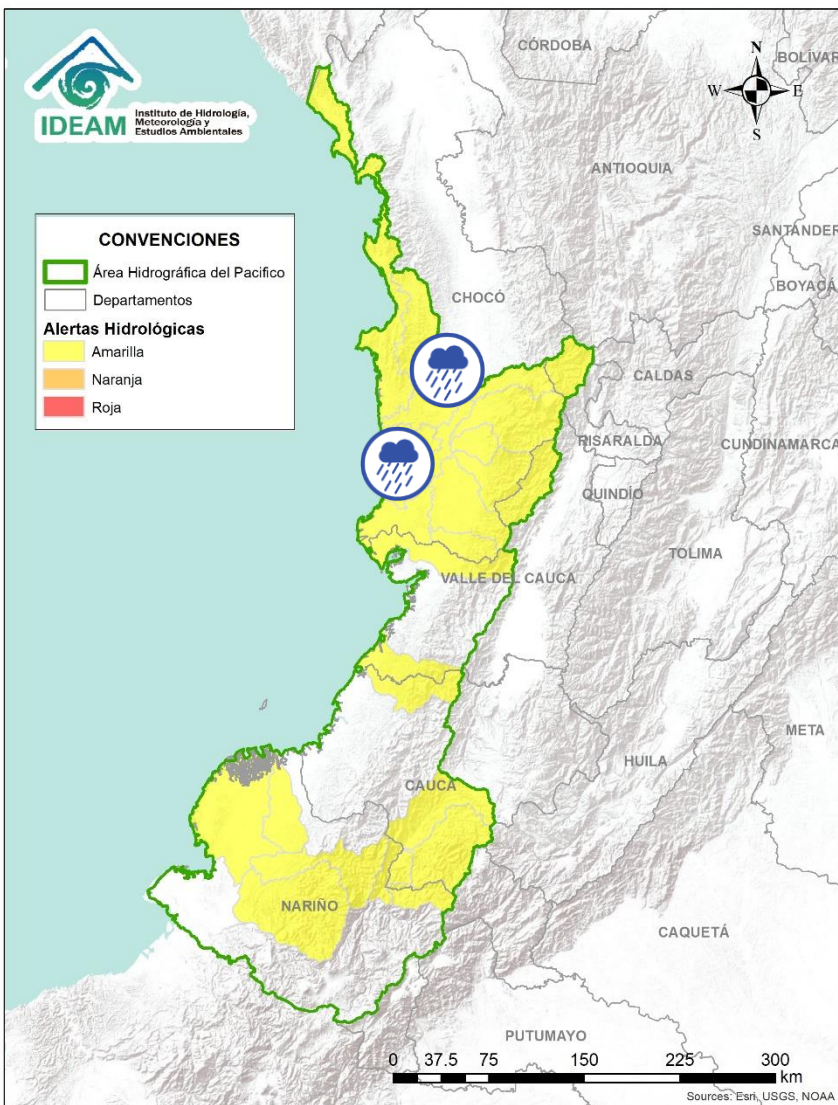 IDEAM
Instituto de Hidrología,
Meteorología y
Estudios Ambientales
CONVENCIONES
Área Hidrográfica del Pacifico
Departamentos
Alertas Hidrológicas
Amarilla
Naranja
Roja
N
W
E
S
CÓRDOBA
BOLÍVAR
ANTIOQUIA
SANTANDER
BOYACÁ
CHOCÓ
CALDAS
RISARALDA
CUNDINAMARCA
QUINDÍO
TOLIMA
VALLE DEL CAUCA
META
HUILA
CAUCA
NARIÑO
CAQUETÁ
PUTUMAYO
0 37.5 75 150 225 300
km
Sources: Esri, USGS, NOAA